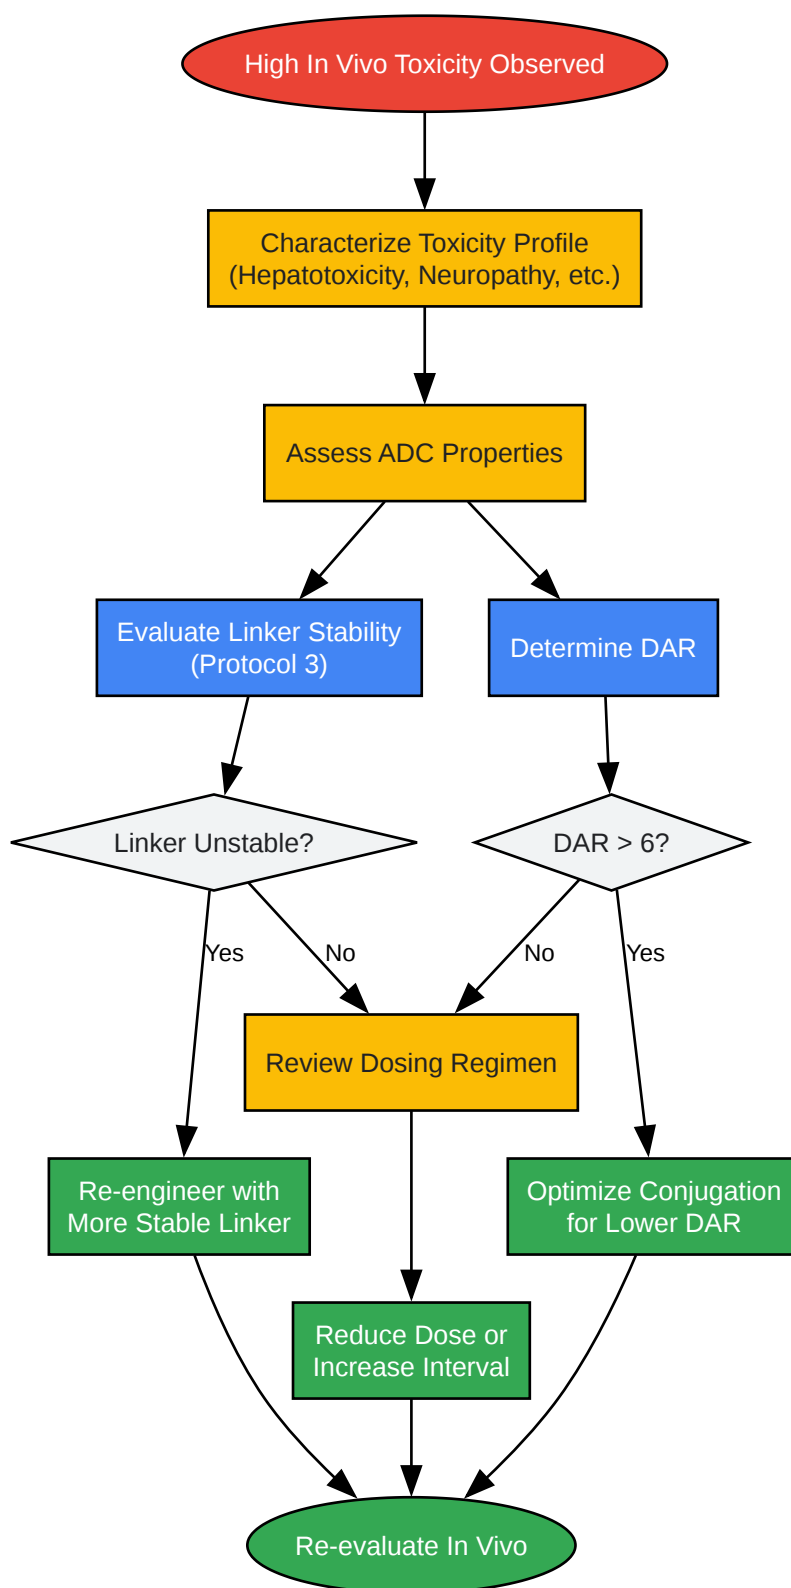 High In Vivo Toxicity Observed
Characterize Toxicity Profile
(Hepatotoxicity, Neuropathy, etc.)
Assess ADC Properties
Evaluate Linker Stability
(Protocol 3)
Determine DAR
Linker Unstable?
DAR > 6?
Yes
No
No
Yes
Review Dosing Regimen
Re-engineer with
More Stable Linker
Optimize Conjugation
for Lower DAR
Reduce Dose or
Increase Interval
Re-evaluate In Vivo